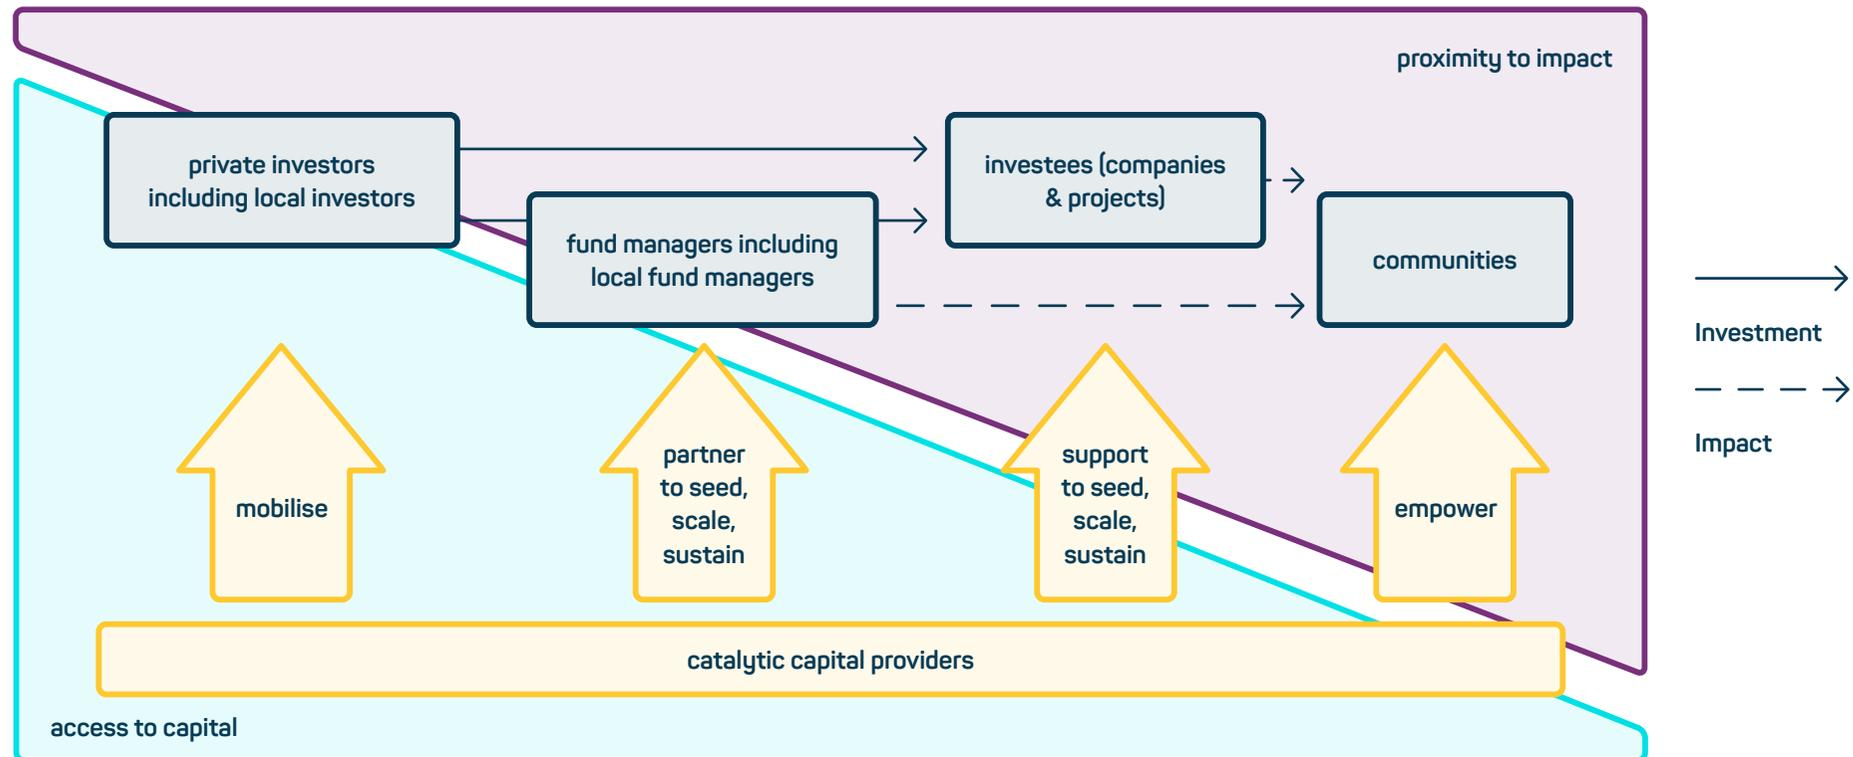 proximity to impact
private investors
including local investors
investees (companies
& projects)
fund managers including
local fund managers
communities
Investment
Impact
mobilise
partner
to seed,
scale,
sustain
support
to seed,
scale,
sustain
empower
catalytic capital providers
access to capital